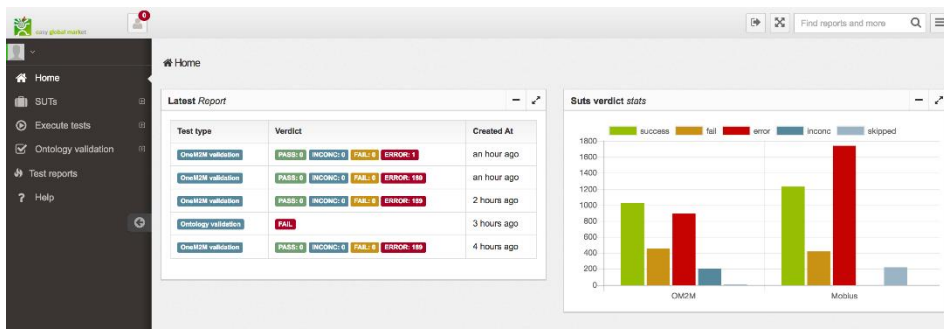 0
easy global market
Find reports and more
Home
SUTs
Execute tests
Ontology validation
Test reports
Help
Home
Latest Report
Test type Verdict Created At
OneM2M validation PASS: 0 INCONC: 0 FAIL: 0 ERROR: 1 an hour ago
OneM2M validation PASS: 0 INCONC: 0 FAIL: 0 ERROR: 190 an hour ago
OneM2M validation PASS: 0 INCONC: 0 FAIL: 0 ERROR: 189 2 hours ago
Ontology validation FAIL 3 hours ago
OneM2M validation PASS: 0 INCONC: 0 FAIL: 0 ERROR: 189 4 hours ago
Suts verdict stats
success fail error inconc skipped
1800
1600
1400
1200
1000
800
600
400
200
0
OM2M Mobius